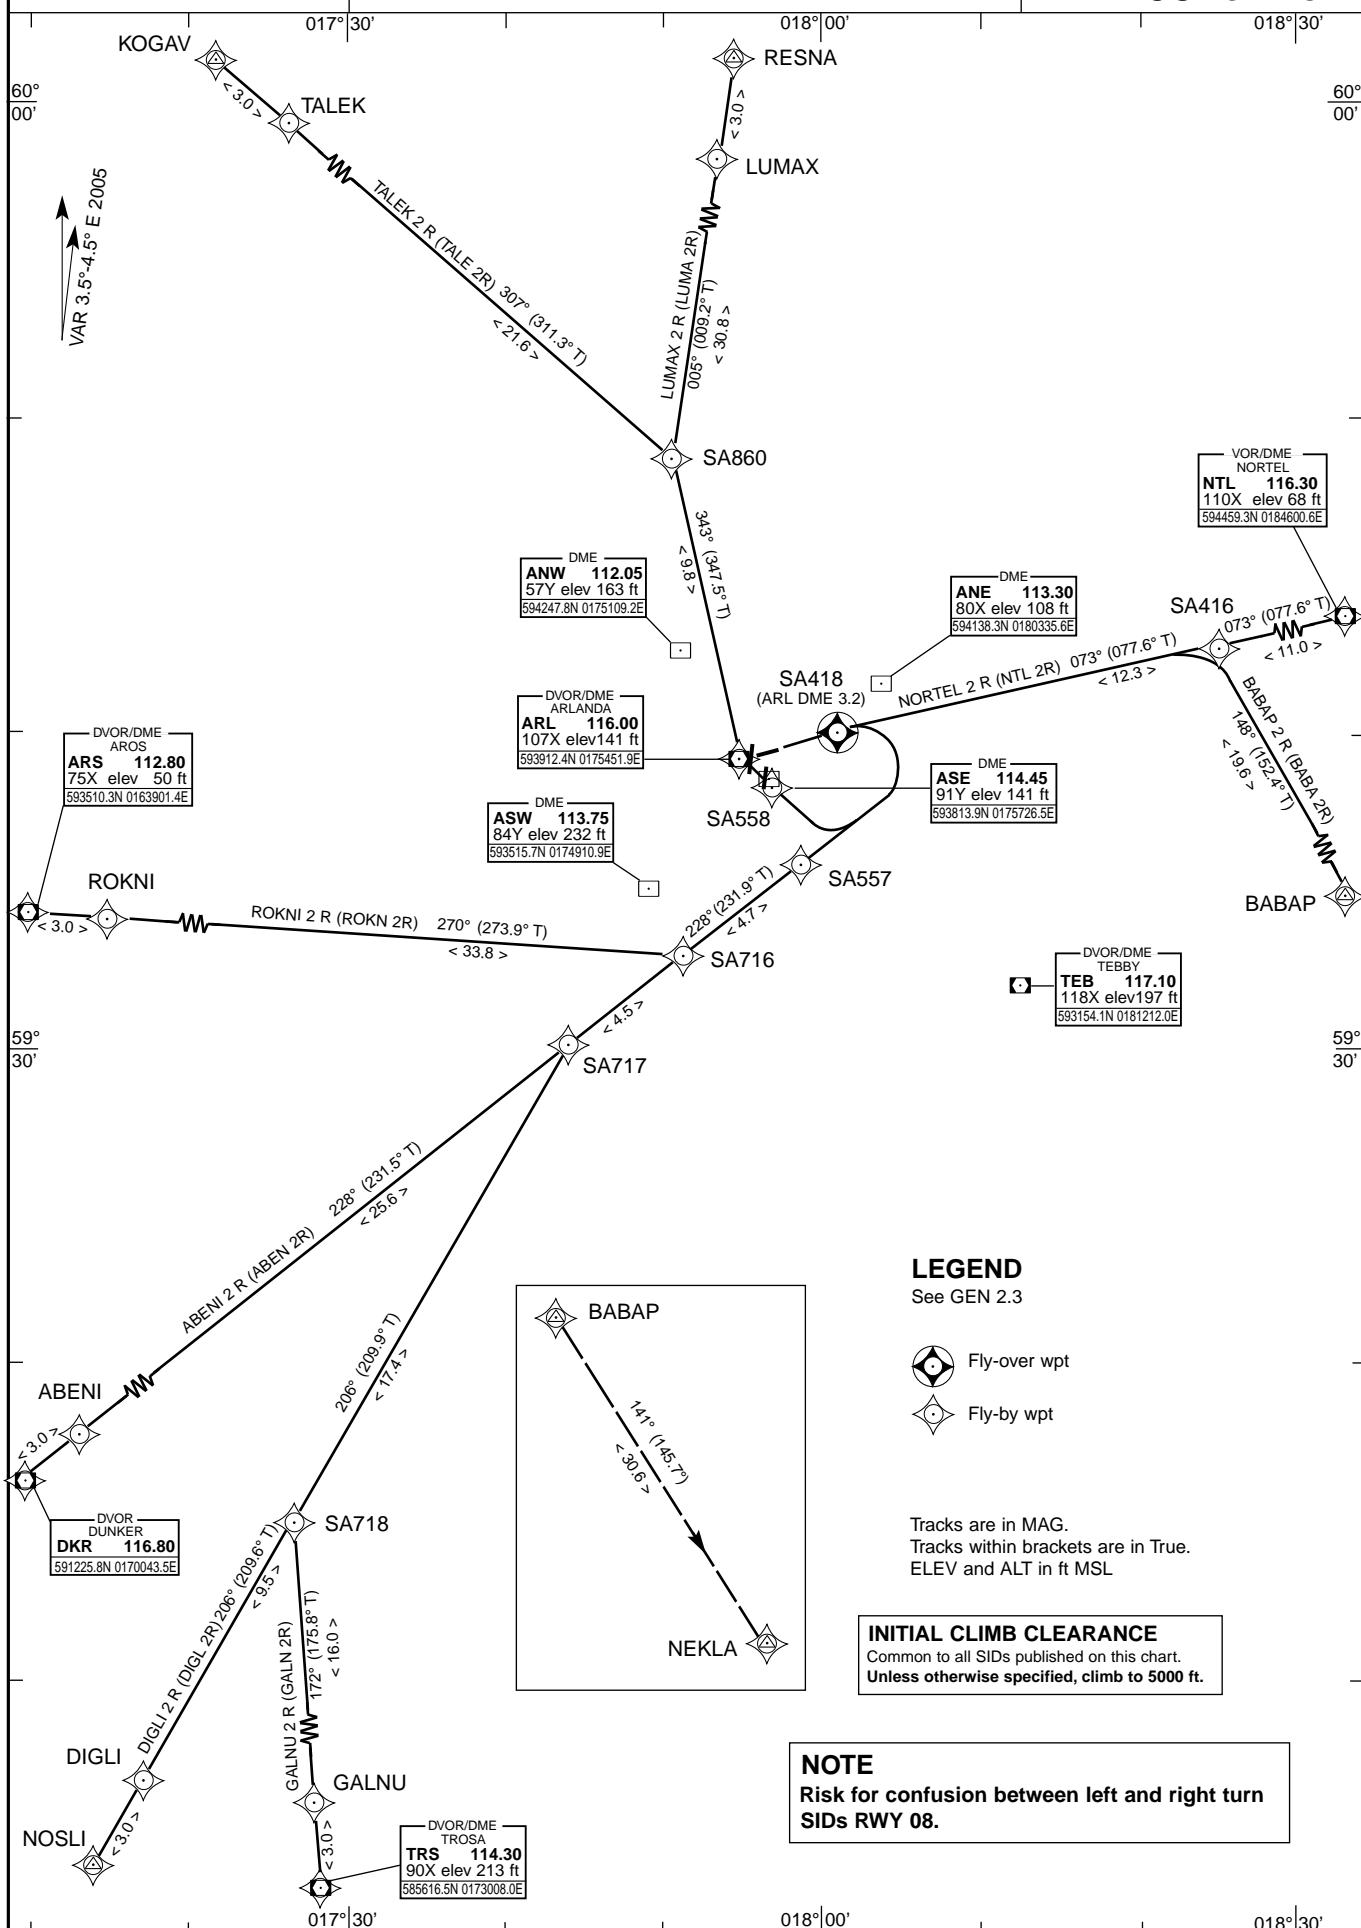 017° 30'
018° 00'
018° 30'
KOGAV
RESNA
60°
00'
60°
00'
< 3.0 >
TALEK
< 3.0 >
LUMAX
VAR 3.5°-4.5° E 2005
TALEK 2 R (TALE 2R) 307° (311.3° T)
< 21.6 >
LUMAX 2 R (LUMA 2R)
005° (009.2° T)
< 30.8 >
SA860
VOR/DME
NORTEL
NTL 116.30
110X elev 68 ft
594459.3N 0184600.6E
343° (347.5° T)
< 9.8 >
DME
ANW 112.05
57Y elev 163 ft
594247.8N 0175109.2E
DME
ANE 113.30
80X elev 108 ft
594138.3N 0180335.6E
SA416
073° (077.6° T)
< 11.0 >
SA418
(ARL DME 3.2)
NORTEL 2 R (NTL 2R) 073° (077.6° T)
< 12.3 >
DVOR/DME
ARLANDA
ARL 116.00
107X elev141 ft
593912.4N 0175451.9E
BABAP 2 R (BABA 2R)
148° (152.4° T)
< 19.6 >
DVOR/DME
AROS
ARS 112.80
75X elev 50 ft
593510.3N 0163901.4E
DME
ASE 114.45
91Y elev 141 ft
593813.9N 0175726.5E
DME
ASW 113.75
84Y elev 232 ft
593515.7N 0174910.9E
SA558
SA557
ROKNI
BABAP
< 3.0 >
ROKNI 2 R (ROKN 2R) 270° (273.9° T)
< 33.8 >
228° (231.9° T)
< 4.7 >
SA716
DVOR/DME
TEBBY
TEB 117.10
118X elev197 ft
593154.1N 0181212.0E
< 4.5 >
59°
30'
59°
30'
SA717
228° (231.5° T)
< 25.6 >
ABENI 2 R (ABEN 2R)
206° (209.9° T)
< 17.4 >
LEGEND
See GEN 2.3
Fly-over wpt
Fly-by wpt
BABAP
141° (145.7°)
< 30.6 >
NEKLA
ABENI
< 3.0 >
DVOR
DUNKER
DKR 116.80
591225.8N 0170043.5E
SA718
Tracks are in MAG.
Tracks within brackets are in True.
ELEV and ALT in ft MSL
DIGLI 2 R (DIGL 2R) 206° (209.6° T)
< 9.5 >
GALNU 2 R (GALN 2R)
172° (175.8° T)
< 16.0 >
INITIAL CLIMB CLEARANCE
Common to all SIDs published on this chart.
Unless otherwise specified, climb to 5000 ft.
DIGLI
GALNU
NOTE
Risk for confusion between left and right turn
SIDs RWY 08.
NOSLI
< 3.0 >
< 3.0 >
DVOR/DME
TROSA
TRS 114.30
90X elev 213 ft
585616.5N 0173008.0E
017° 30'
018° 00'
018° 30'